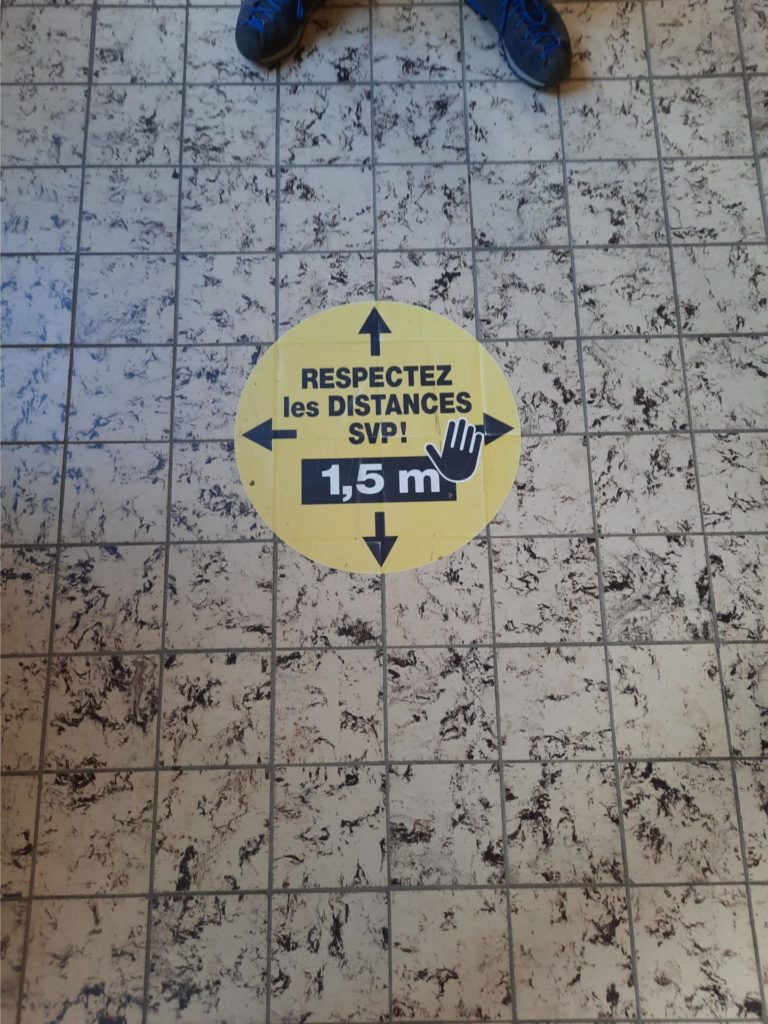 RESPECTEZ
les DISTANCES
SVP!
1,5 m